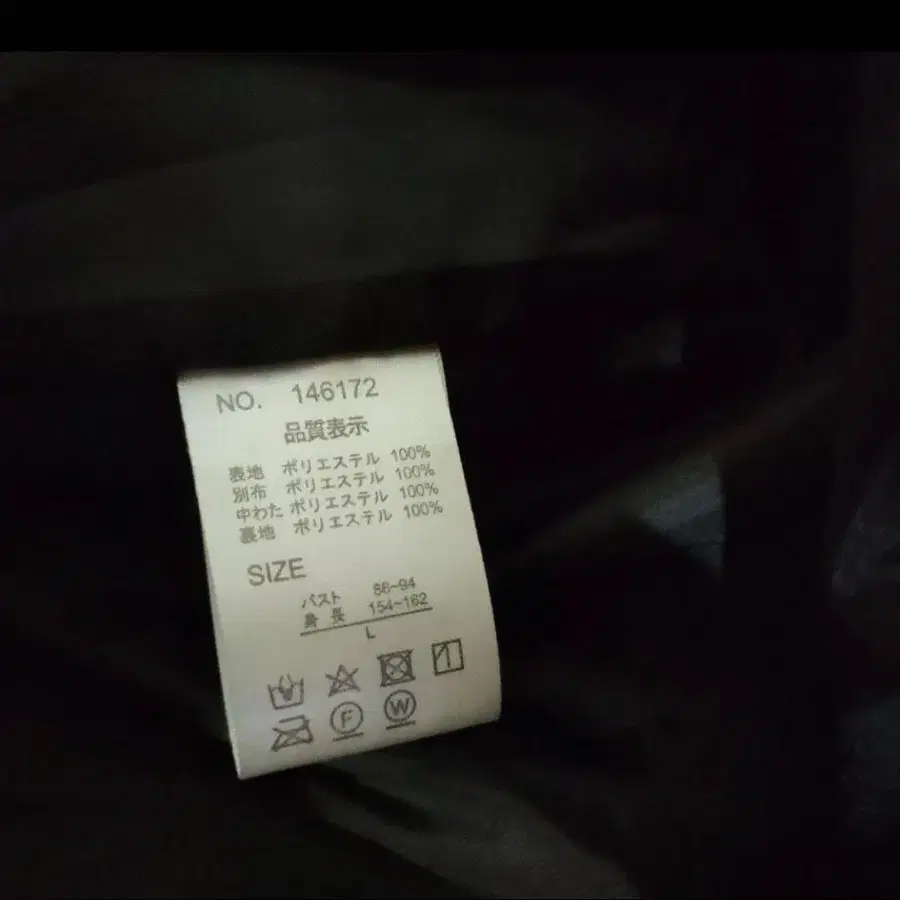 NO. 146172
品質表示
表地 ポリエステル 100%
別布 ポリエステル 100%
中わた ポリエステル 100%
裏地 ポリエステル 100%
SIZE
バスト 86~94
身長 154~162
L
F W